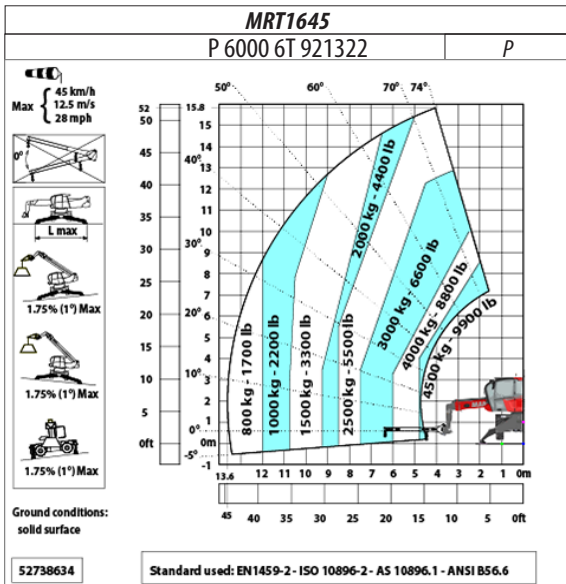 MRT1645
P 6000 6T 921322 P
Max { 45 km/h
12.5 m/s
28 mph
0°
L max
1.75% (1°) Max
1.75% (1°) Max
1.75% (1°) Max
Ground conditions:
solid surface
52738634
50° 60° 70° 74°
40°
30°
20°
10°
0°
-5°
52
50
45
40
35
30
25
20
15
10
5
0ft
15.8
15
14
13
12
11
10
9
8
7
6
5
4
3
2
1
0m
-1
800 kg - 1700 lb
1000 kg - 2200 lb
1500 kg - 3300 lb
2000 kg - 4400 lb
2500 kg - 5500 lb
3000 kg - 6600 lb
4000 kg - 8800 lb
4500 kg - 9900 lb
13.6 12 11 10 9 8 7 6 5 4 3 2 1 0m
45 40 35 30 25 20 15 10 5 0ft
Standard used: EN1459-2 - ISO 10896-2 - AS 10896.1 - ANSI B56.6